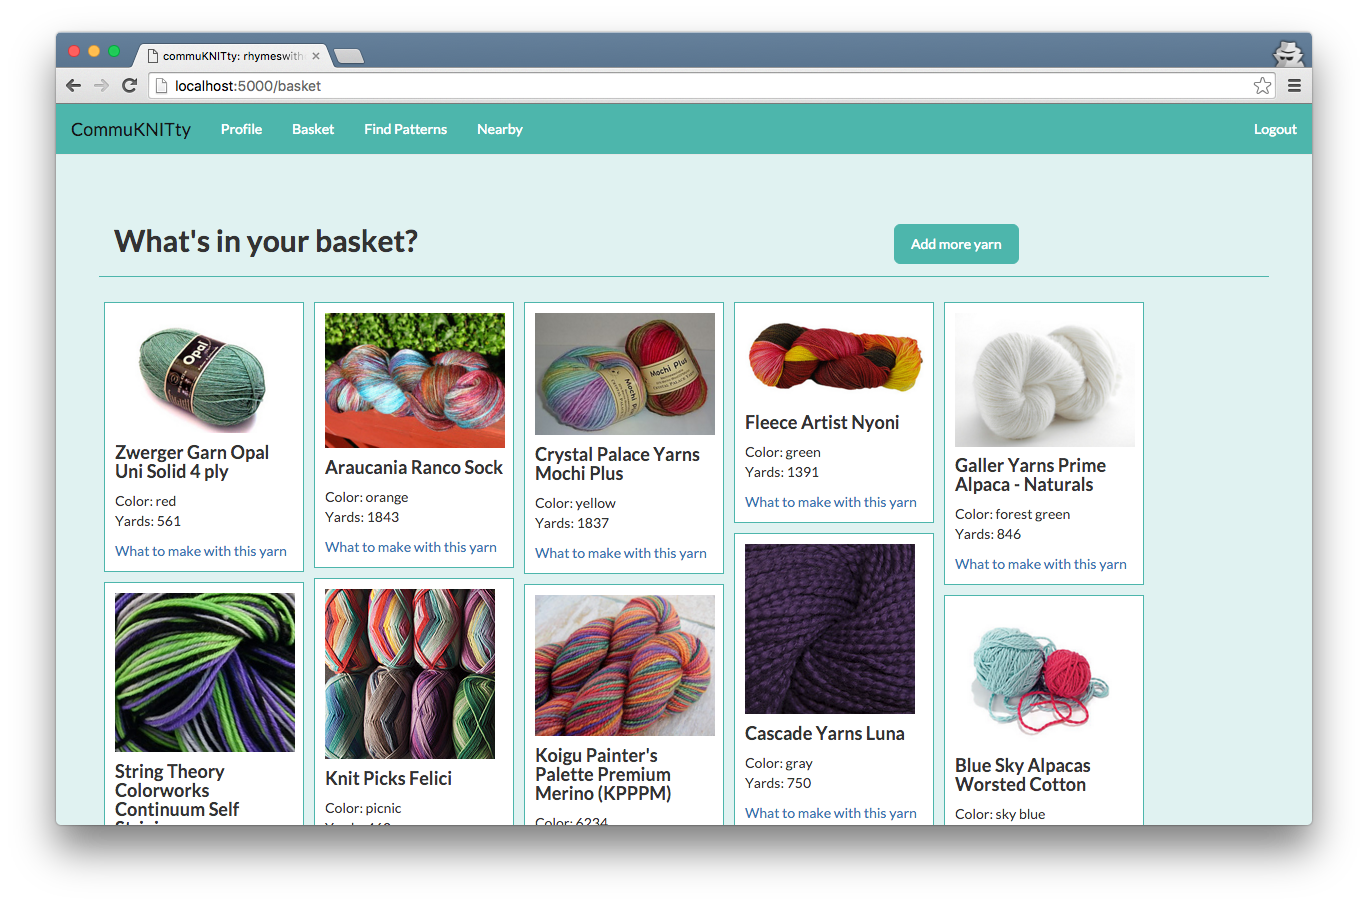 commuKNITty: rhymeswith
localhost:5000/basket
CommuKNITty
Profile
Basket
Find Patterns
Nearby
Logout
What's in your basket?
Add more yarn
Opal
Zwerger Garn Opal
Uni Solid 4 ply
Color: red
Yards: 561
What to make with this yarn
Araucania Ranco Sock
Color: orange
Yards: 1843
What to make with this yarn
Mochi Plus
Mochi Plus
Crystal Palace Yarns
Mochi Plus
Color: yellow
Yards: 1837
What to make with this yarn
Fleece Artist Nyoni
Color: green
Yards: 1391
What to make with this yarn
Galler Yarns Prime
Alpaca - Naturals
Color: forest green
Yards: 846
What to make with this yarn
String Theory
Colorworks
Continuum Self
Knit Picks Felici
Color: picnic
Koigu Painter's
Palette Premium
Merino (KPPPM)
Color: 6234
Cascade Yarns Luna
Color: gray
Yards: 750
What to make with this yarn
Blue Sky Alpacas
Worsted Cotton
Color: sky blue